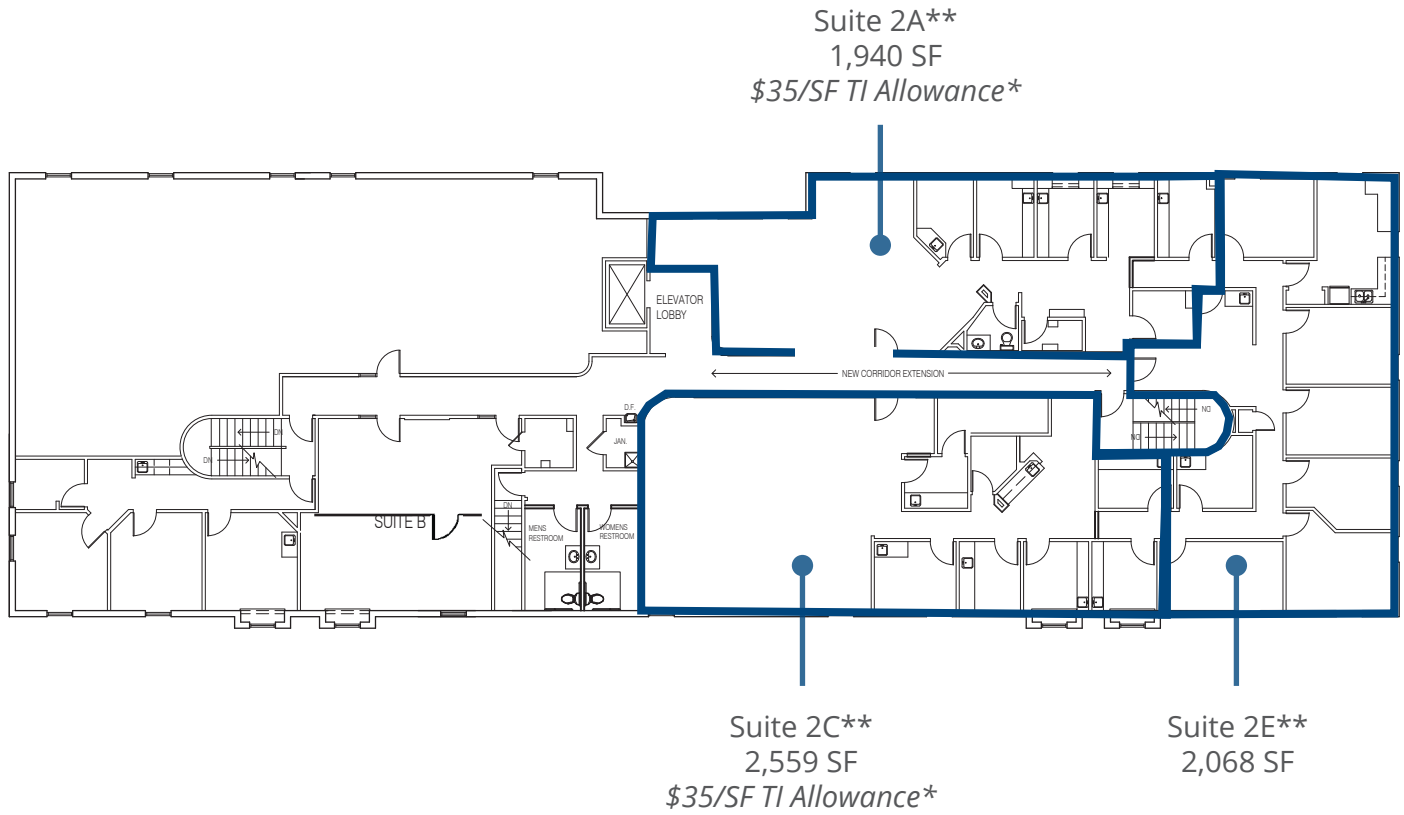 Suite 2A**
1,940 SF
$35/SF TI Allowance*
ELEVATOR
LOBBY
NEW CORRIDOR EXTENSION
D.F.
JAN.
DN
DN
DN
DN
DN
SUITE B
MENS
RESTROOM
WOMENS
RESTROOM
Suite 2C**
2,559 SF
$35/SF TI Allowance*
Suite 2E**
2,068 SF